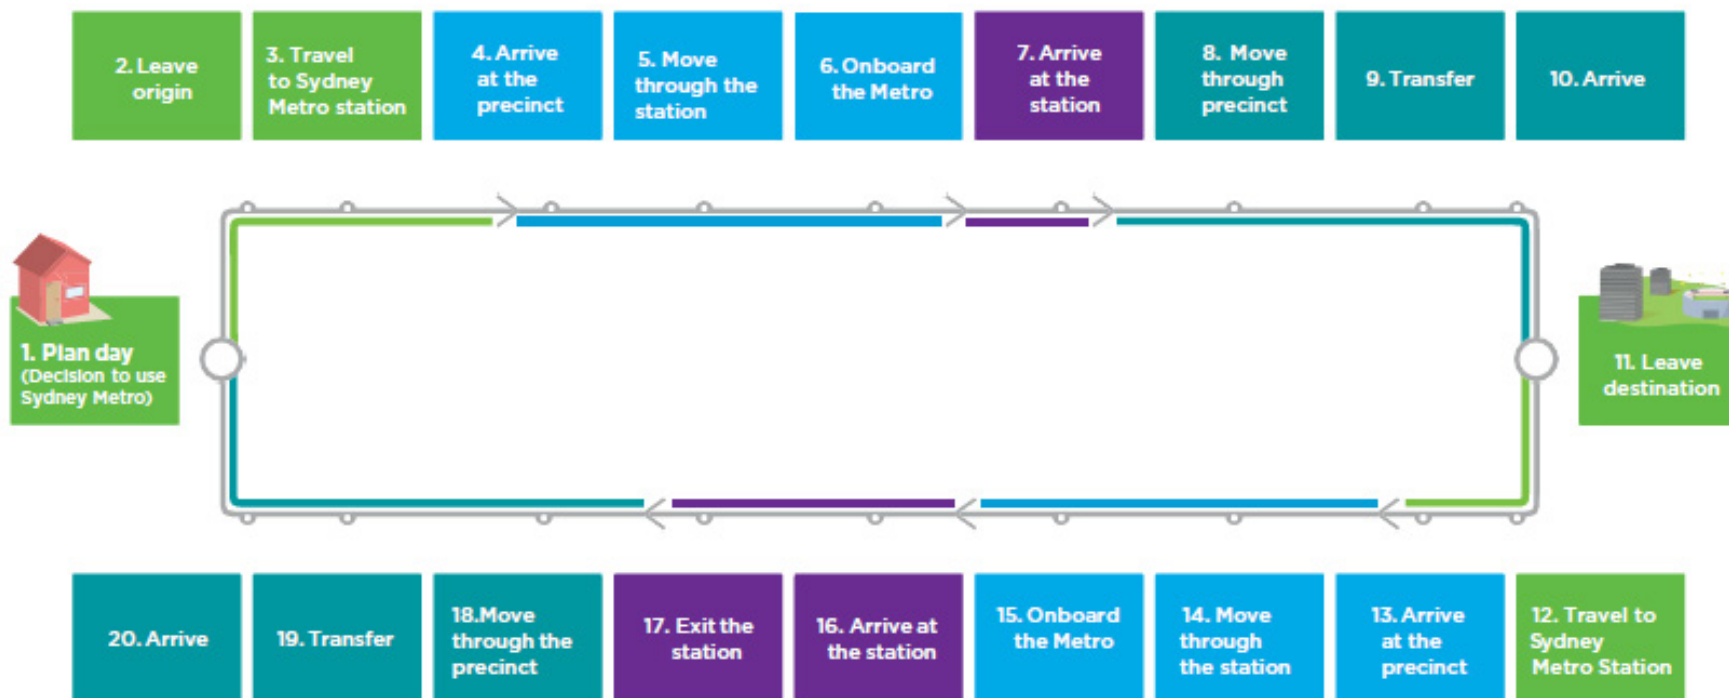 2. Leave
origin
3. Travel
to Sydney
Metro station
4. Arrive
at the
precinct
5. Move
through the
station
6. Onboard
the Metro
7. Arrive
at the
station
8. Move
through
precinct
9. Transfer
10. Arrive
1. Plan day
(Decision to use
Sydney Metro)
11. Leave
destination
20. Arrive
19. Transfer
18.Move
through the
precinct
17. Exit the
station
16. Arrive at
the station
15. Onboard
the Metro
14. Move
through
the station
13. Arrive
at the
precinct
12. Travel to
Sydney
Metro Station